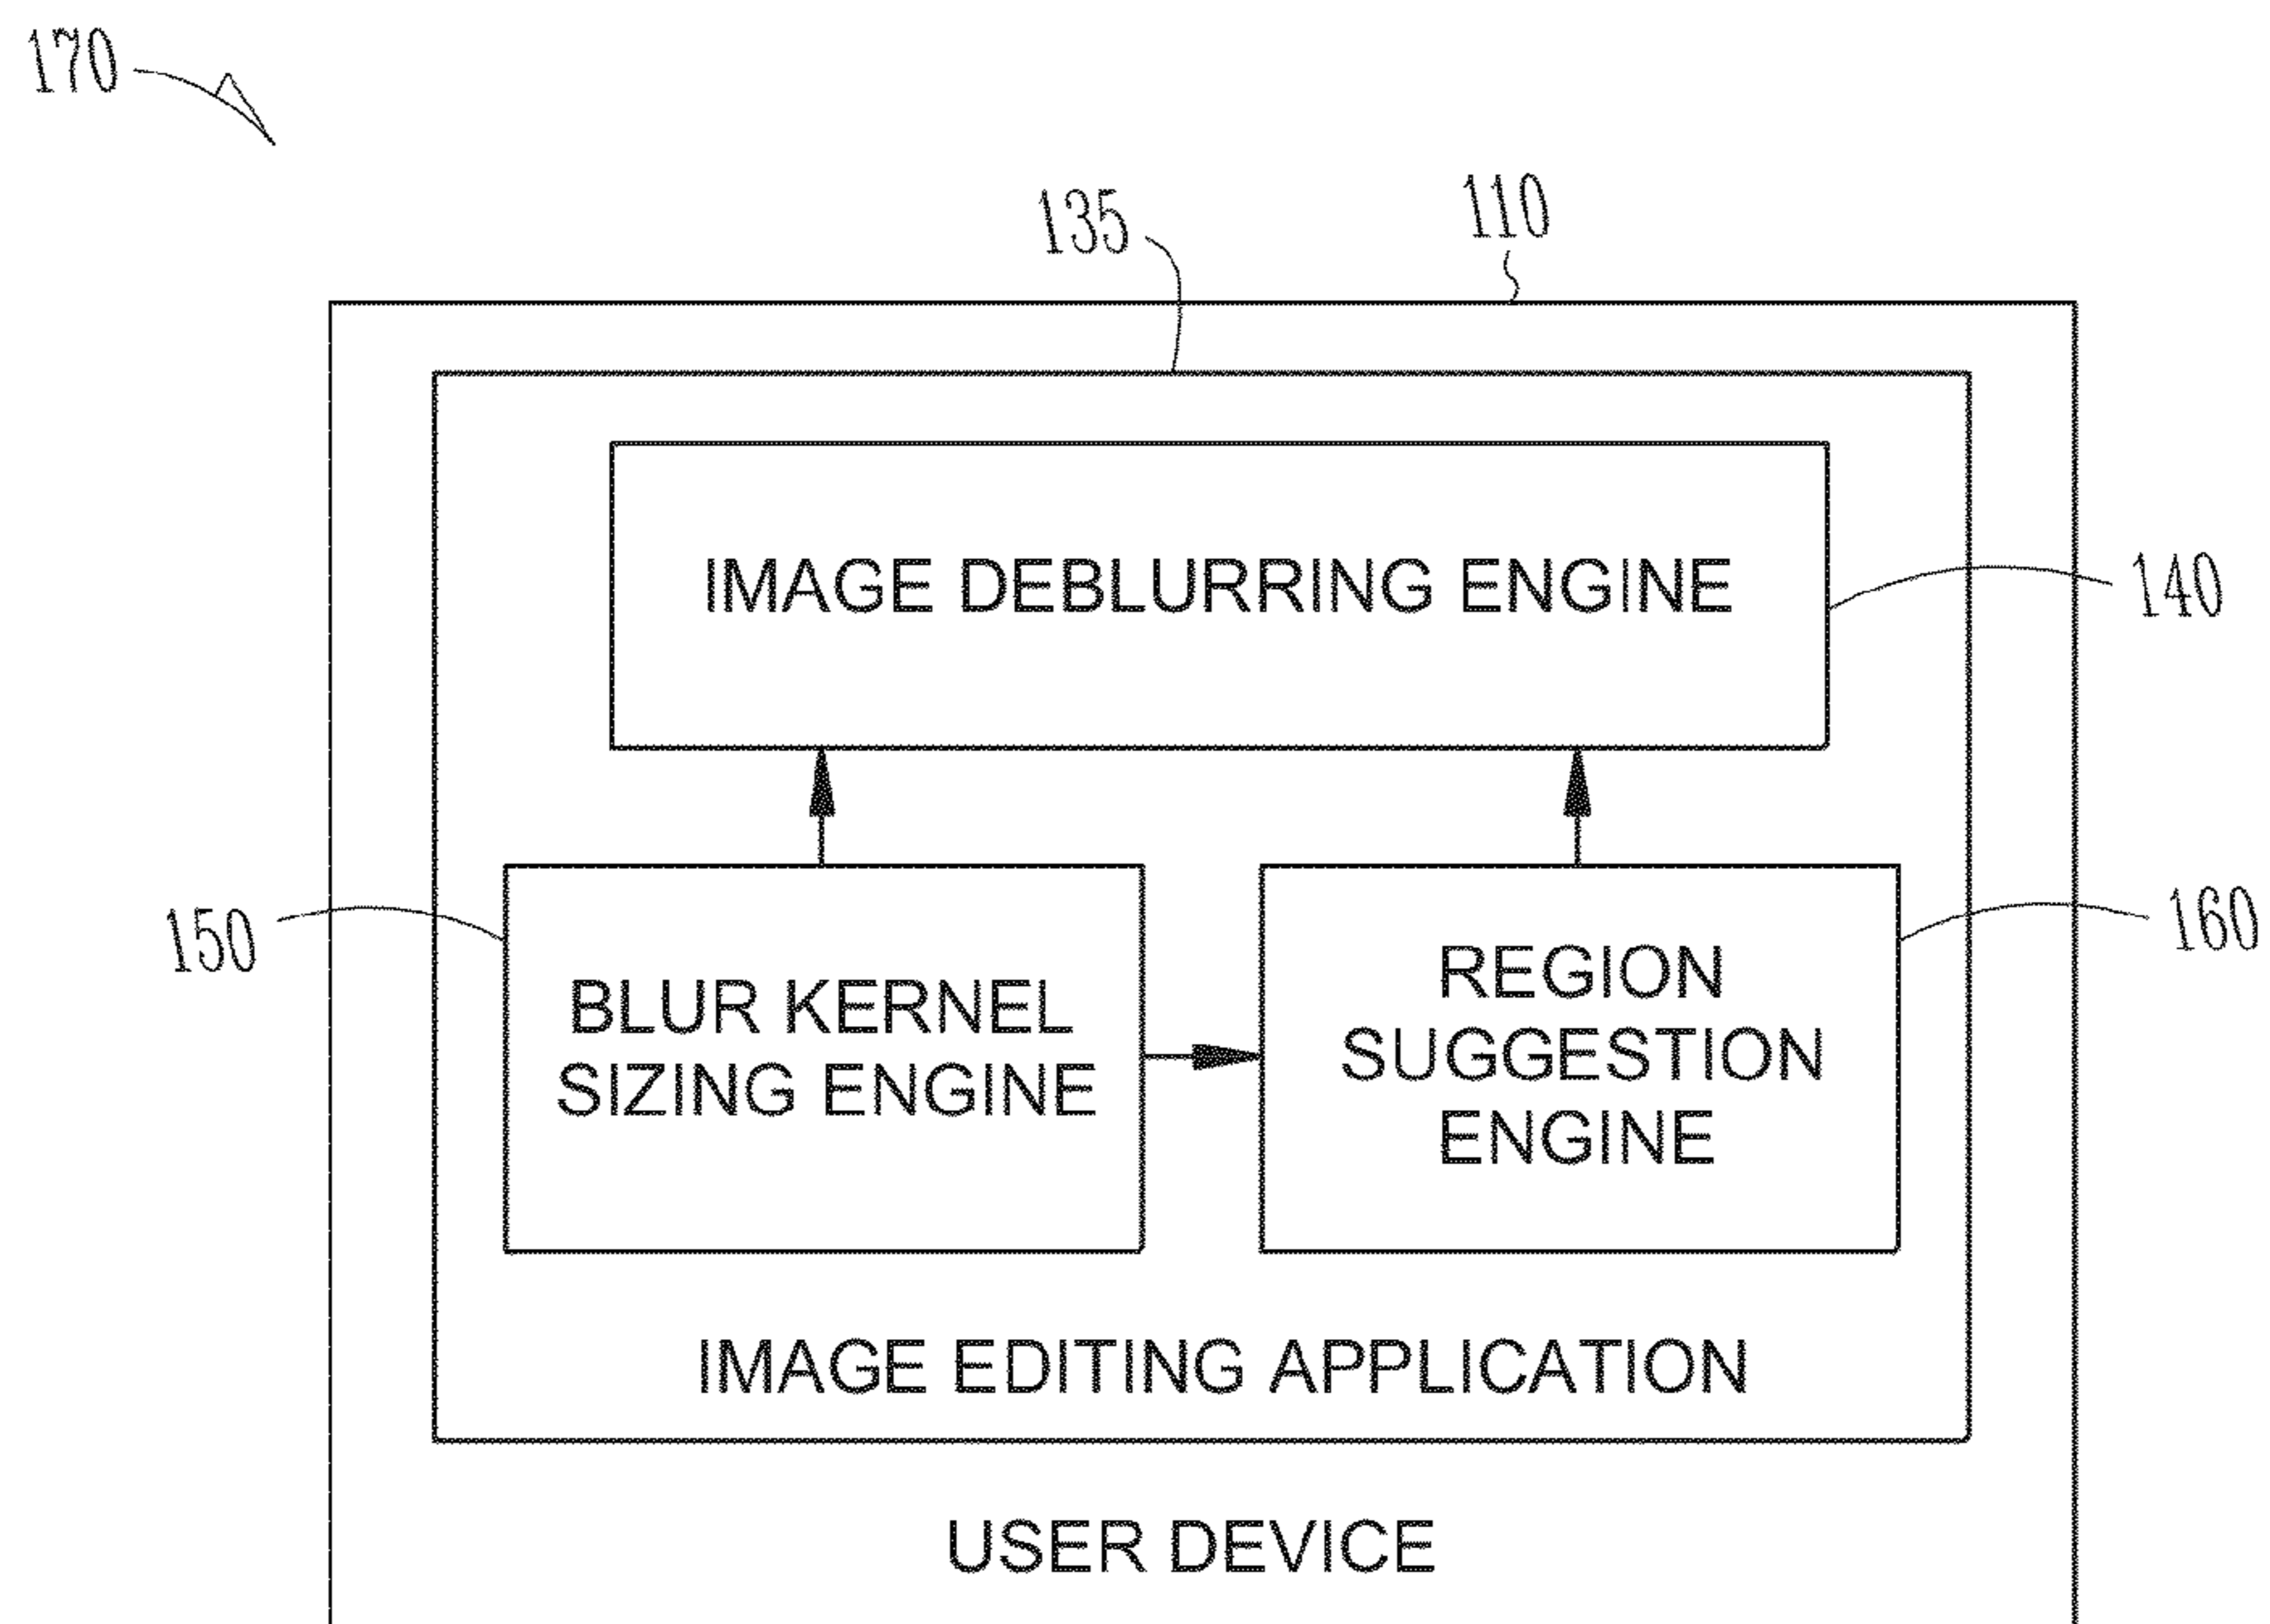 170
135
110
IMAGE DEBLURRING ENGINE
140
150
BLUR KERNEL
SIZING ENGINE
REGION
SUGGESTION
ENGINE
160
IMAGE EDITING APPLICATION
USER DEVICE